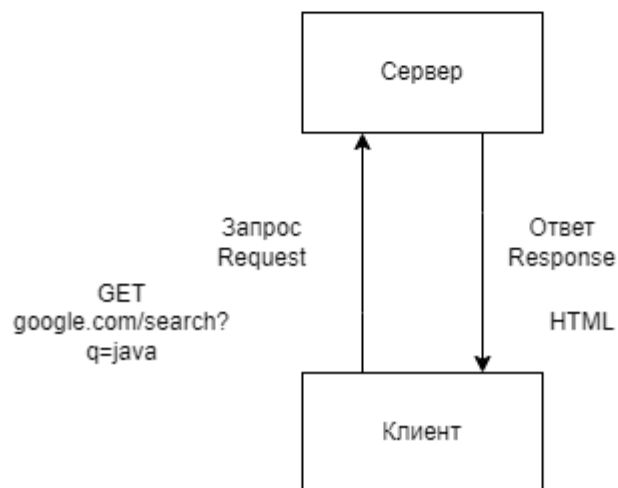 Сервер
Запрос
Request
Ответ
Response
GET
google.com/search?
q=java
HTML
Клиент